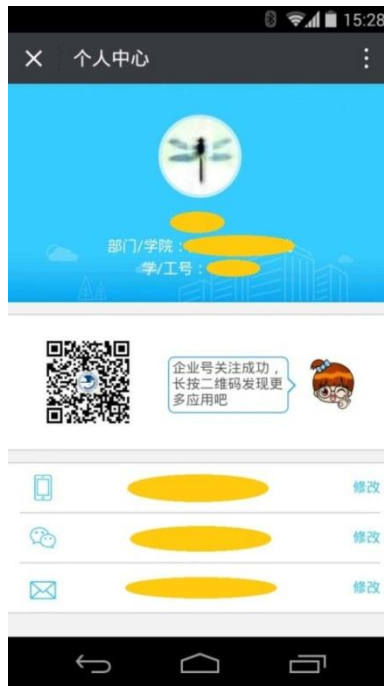 15:28
个人中心
部门/学院：
学/工号：
企业号关注成功，
长按二维码发现更
多应用吧
修改
修改
修改